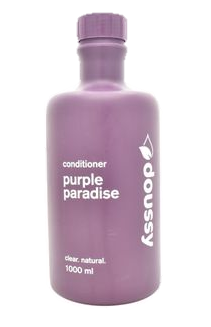 conditioner
purple
paradise
clear. natural.
1000 ml
doussy